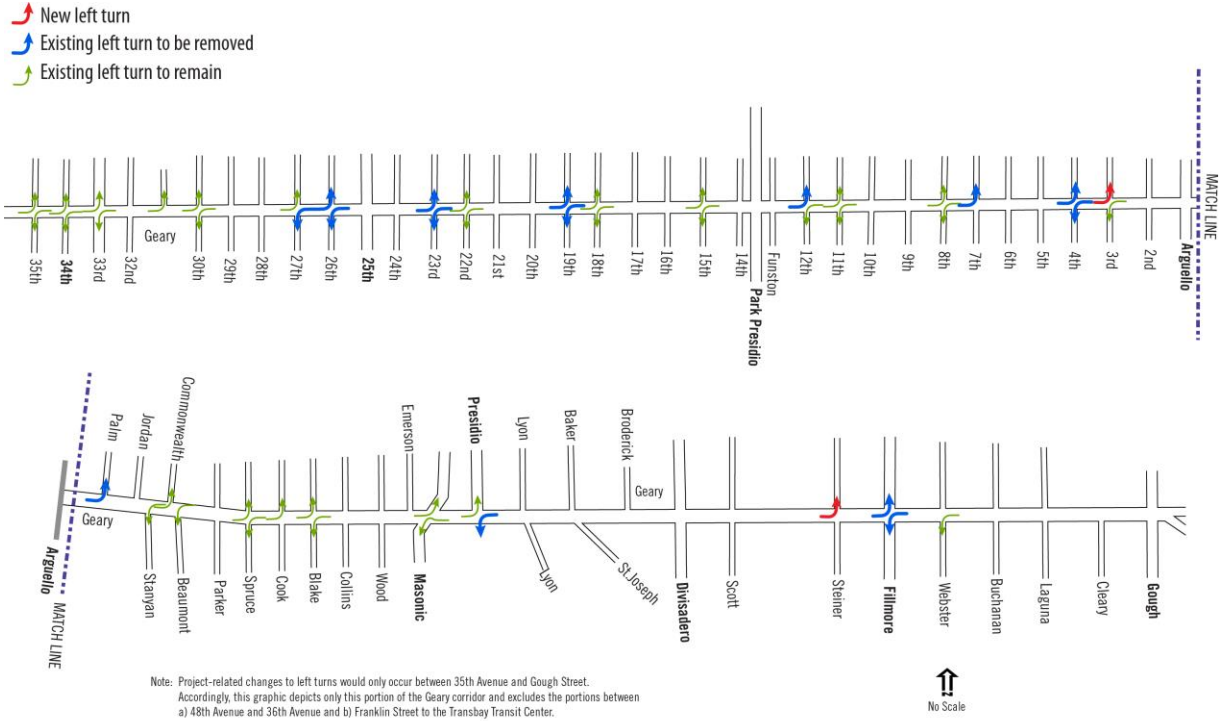 New left turn
Existing left turn to be removed
Existing left turn to remain
MATCH LINE
Geary
35th
34th
33rd
32nd
30th
29th
28th
27th
26th
25th
24th
23rd
22nd
21st
20th
19th
18th
17th
16th
15th
14th
Park Presidio
Funston
12th
11th
10th
9th
8th
7th
6th
5th
4th
3rd
2nd
Arguello
Palm
Jordan
Commonwealth
Emerson
Presidio
Lyon
Baker
Broderick
Geary
Geary
Arguello
MATCH LINE
Stanyan
Beaumont
Parker
Spruce
Cook
Blake
Collins
Wood
Masonic
Lyon
St.Joseph
Divisadero
Scott
Steiner
Fillmore
Webster
Buchanan
Laguna
Cleary
Gough
Note: Project-related changes to left turns would only occur between 35th Avenue and Gough Street.
Accordingly, this graphic depicts only this portion of the Geary corridor and excludes the portions between
a) 48th Avenue and 36th Avenue and b) Franklin Street to the Transbay Transit Center.
No Scale